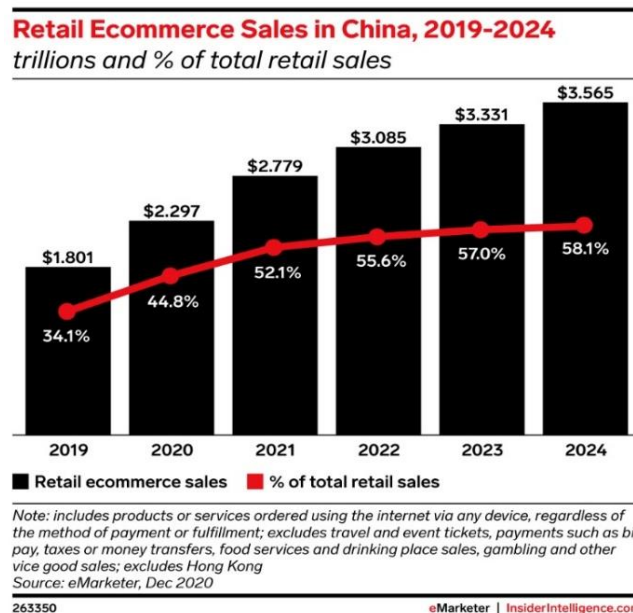 Retail Ecommerce Sales in China, 2019-2024
trillions and % of total retail sales
$3.565
$3.331
$3.085
$2.779
$2.297
$1.801
58.1%
57.0%
55.6%
52.1%
44.8%
34.1%
2019 2020 2021 2022 2023 2024
Retail ecommerce sales % of total retail sales
Note: includes products or services ordered using the internet via any device, regardless of
the method of payment or fulfillment; excludes travel and event tickets, payments such as
pay, taxes or money transfers, food services and drinking place sales, gambling and other
vice good sales; excludes Hong Kong
Source: eMarketer, Dec 2020
263350 eMarketer | InsiderIntelligence.com